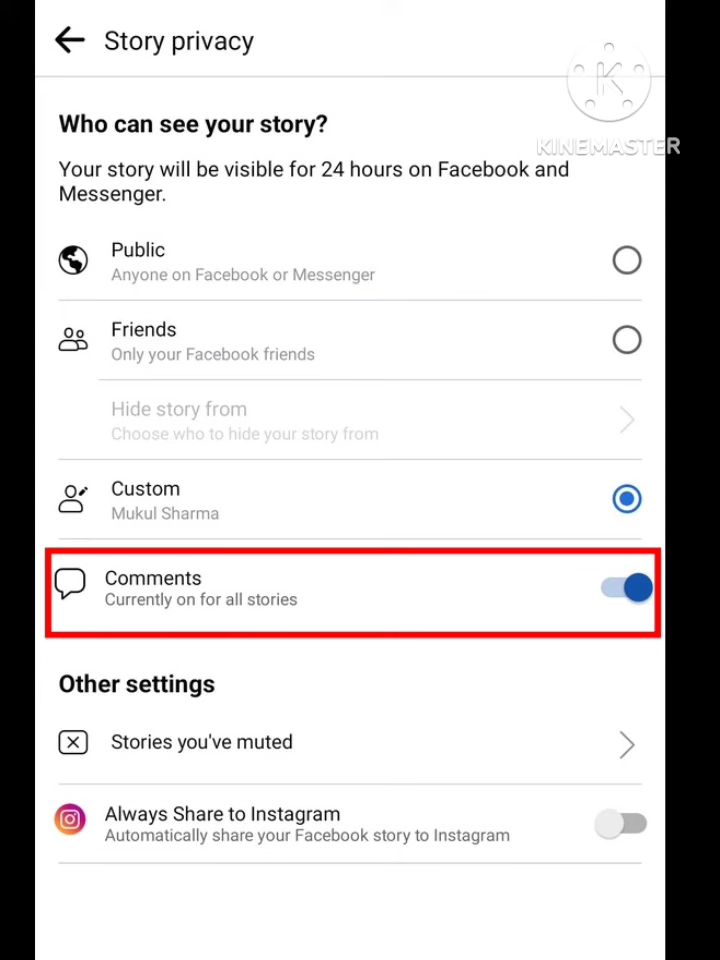 Story privacy
K
KINEMASTER
Who can see your story?
Your story will be visible for 24 hours on Facebook and
Messenger.
Public
Anyone on Facebook or Messenger
Friends
Only your Facebook friends
Hide story from
Choose who to hide your story from
Custom
Mukul Sharma
Comments
Currently on for all stories
Other settings
Stories you've muted
Always Share to Instagram
Automatically share your Facebook story to Instagram